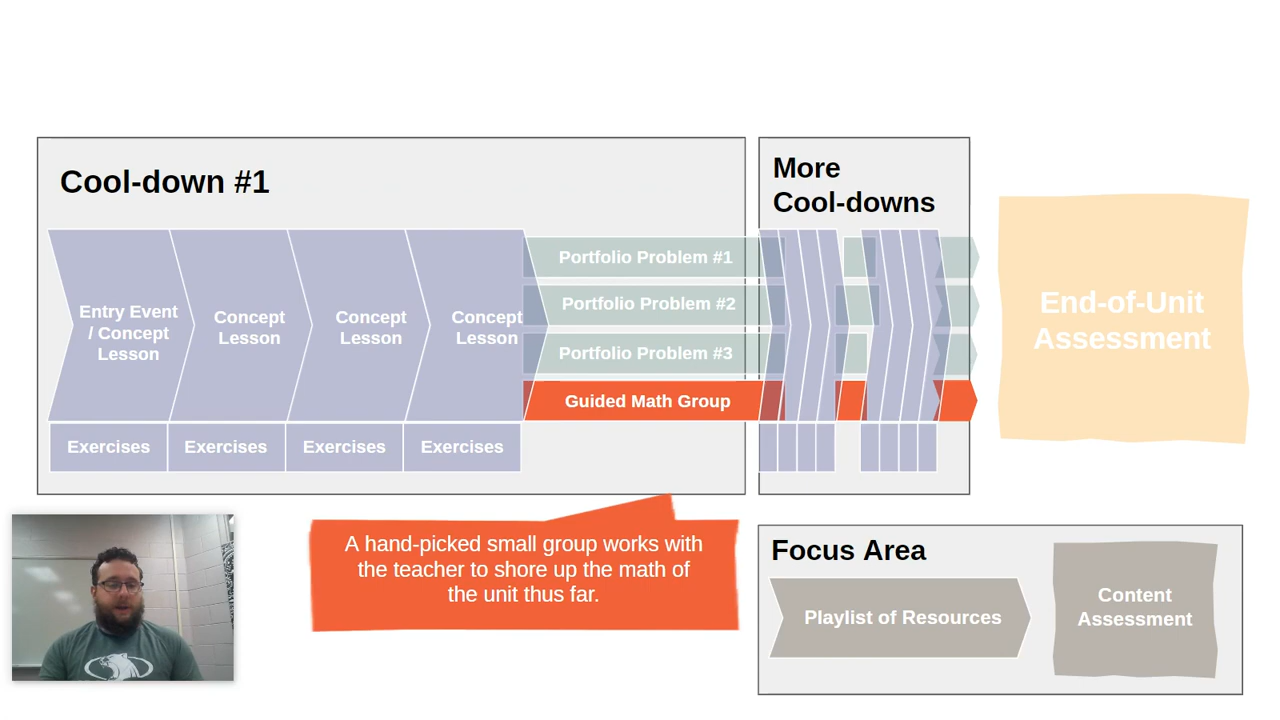 Cool-down #1
More
Cool-downs
Entry Event
/ Concept
Lesson
Concept
Lesson
Concept
Lesson
Concept
Lesson
Portfolio Problem #1
Portfolio Problem #2
Portfolio Problem #3
Guided Math Group
Exercises
Exercises
Exercises
Exercises
End-of-Unit
Assessment
A hand-picked small group works with
the teacher to shore up the math of
the unit thus far.
Focus Area
Playlist of Resources
Content
Assessment